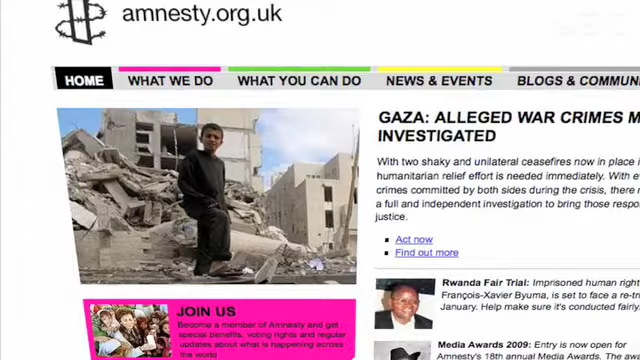 amnesty.org.uk
HOME WHAT WE DO WHAT YOU CAN DO NEWS & EVENTS BLOGS & COMMUN
GAZA: ALLEGED WAR CRIMES M
INVESTIGATED
With two shaky and unilateral ceasefires now in place
humanitarian relief effort is needed immediately. With
crimes committed by both sides during the crisis, there
a full and independent investigation to bring those
justice.
Act now
Find out more
Rwanda Fair Trial: Imprisoned human right
François-Xavier Byuma, is set to face a re-tr
January. Help make sure it's conducted fairly.
JOIN US
Become a member of Amnesty and get
special benefits, voting rights and regular
updates about what is happening across
the world
Media Awards 2009: Entry is now open for
Amnesty's 18th annual Media Awards. The